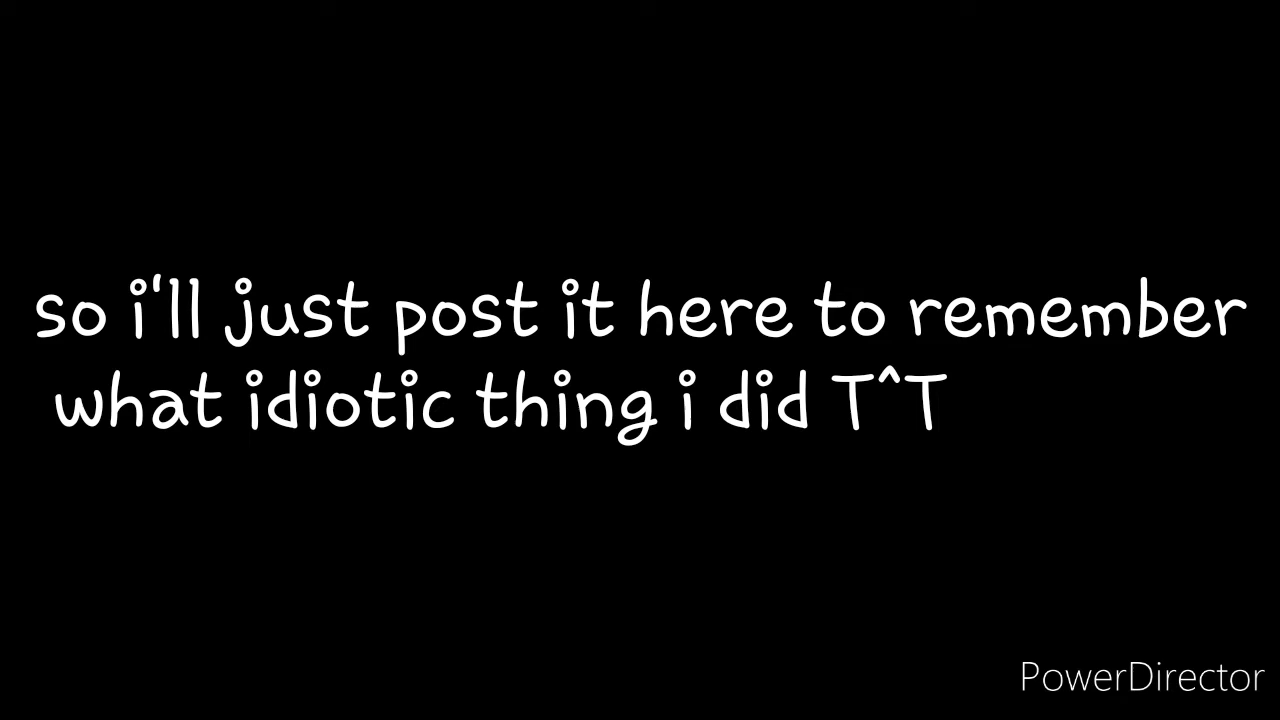 so i'll just post it here to remember
what idiotic thing i did T^T
PowerDirector